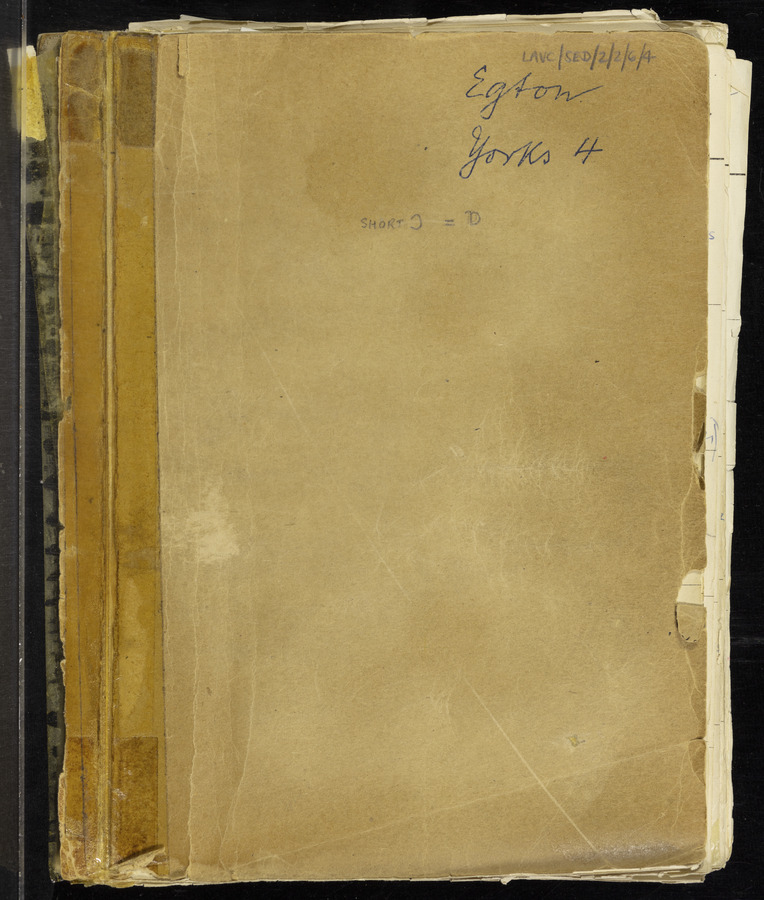 LAVC/SED/2/2/6/4
Egton
Yorks 4
SHORT Ɔ = D